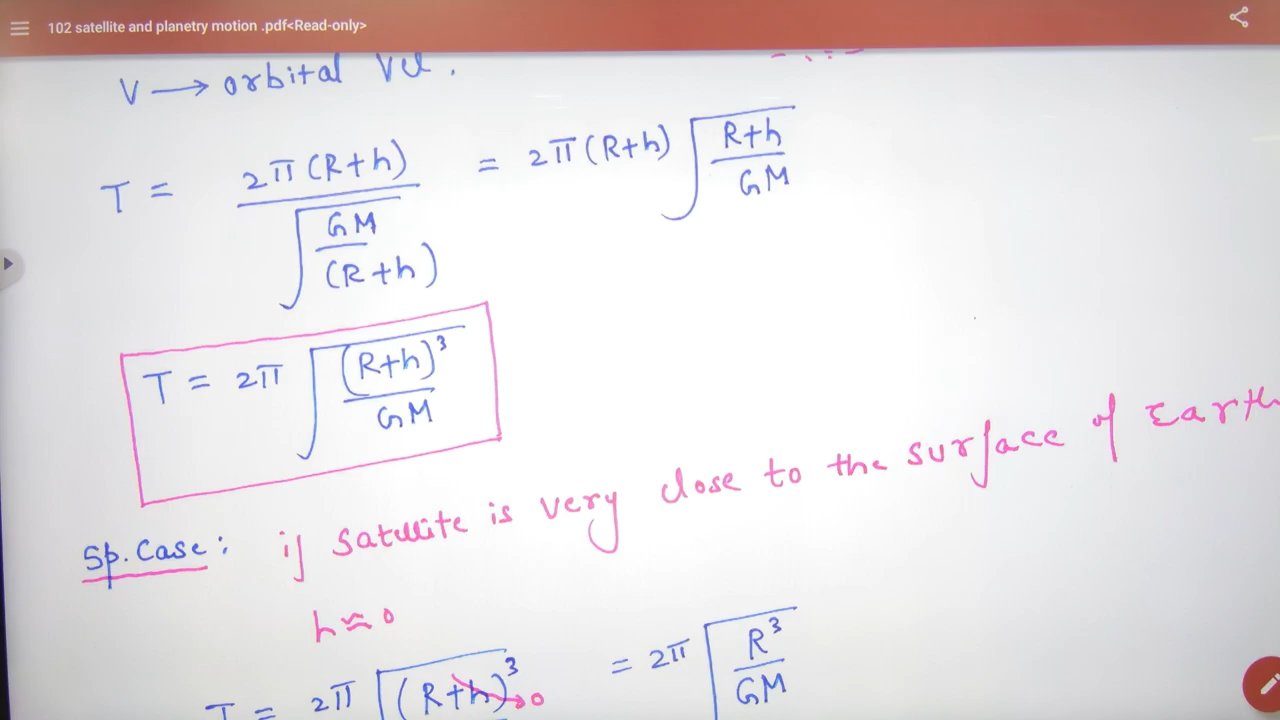 102 satellite and planetry motion .pdf<Read-only>
V → orbital Vel.
T = 2π(R+h) / √(GM/(R+h)) = 2π(R+h) √((R+h)/GM)
T = 2π √((R+h)³/GM)
Sp. Case : if satellite is very close to the surface of Earth
h ≈ 0
T = 2π √(R+h)³ → 0 = 2π √(R³/GM)